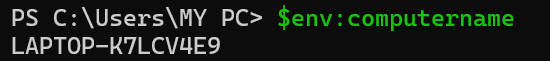 PS C:\Users\MY PC> $env:computername
LAPTOP-K7LCV4E9